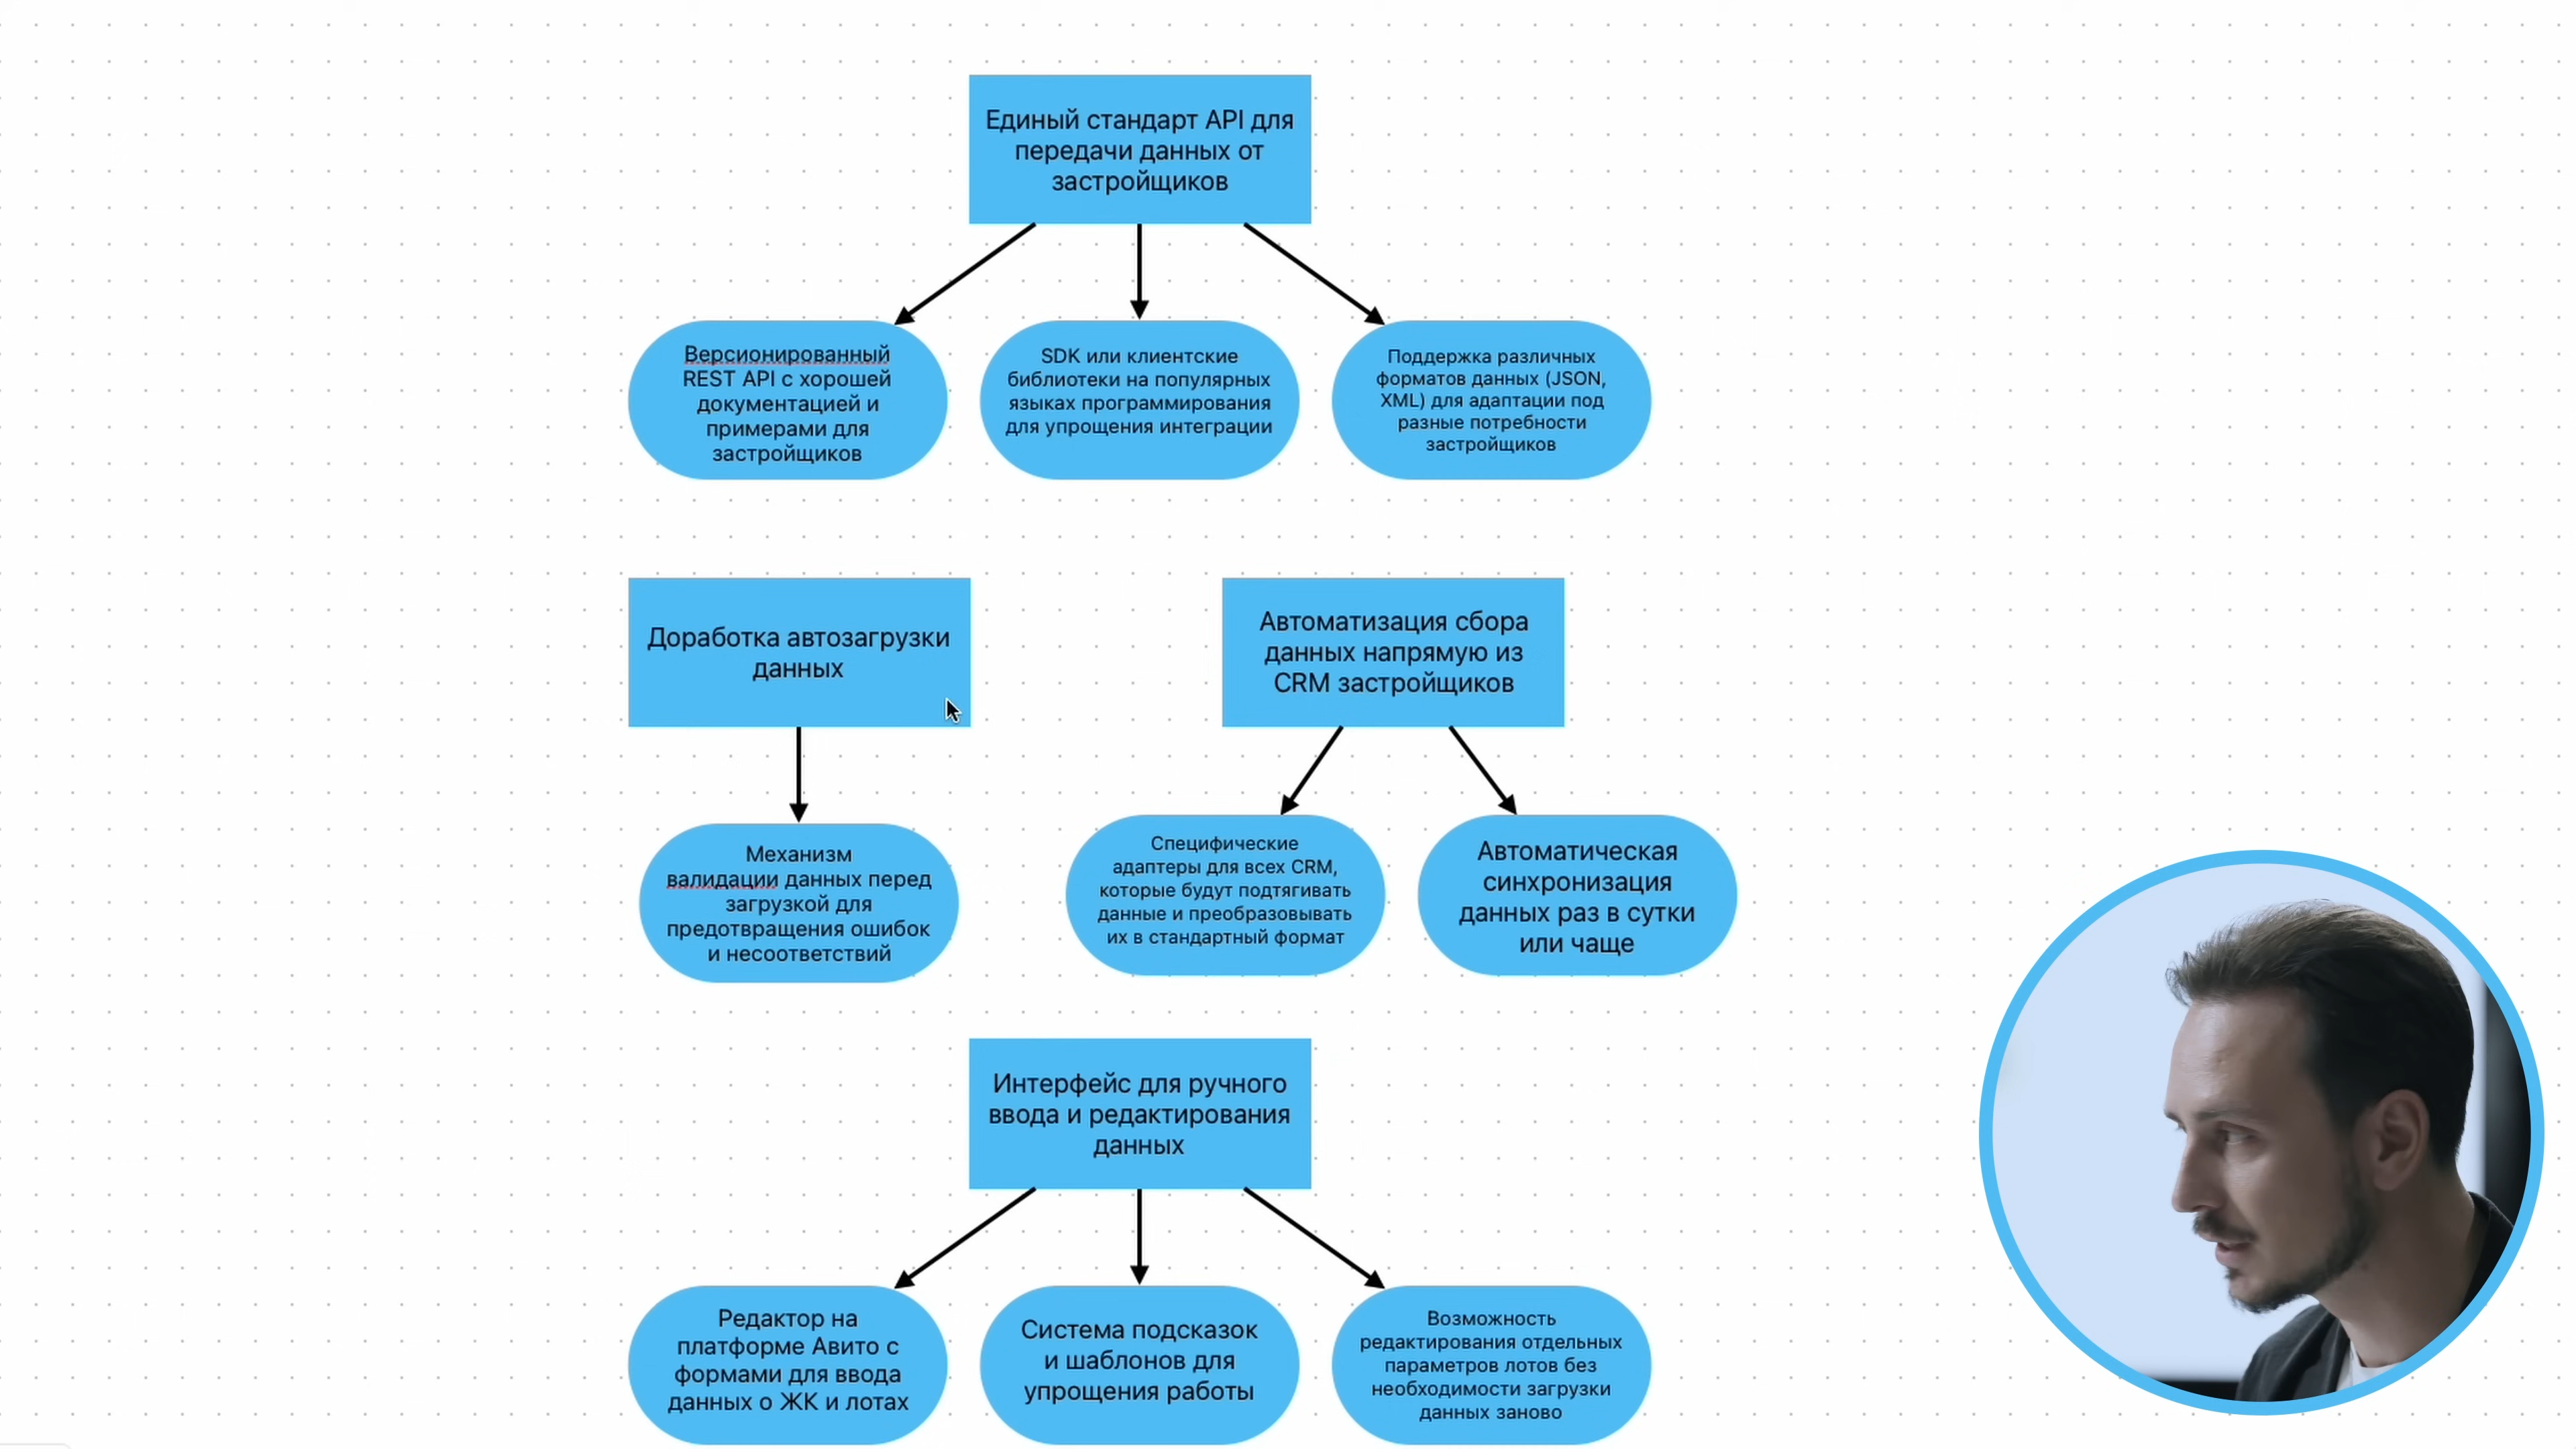 Единый стандарт API для
передачи данных от
застройщиков
Версионированный
REST API с хорошей
документацией и
примерами для
застройщиков
SDK или клиентские
библиотеки на популярных
языках программирования
для упрощения интеграции
Поддержка различных
форматов данных (JSON,
XML) для адаптации под
разные потребности
застройщиков
Доработка автозагрузки
данных
Автоматизация сбора
данных напрямую из
CRM застройщиков
Механизм
валидации данных перед
загрузкой для
предотвращения ошибок
и несоответствий
Специфические
адаптеры для всех CRM,
которые будут подтягивать
данные и преобразовывать
их в стандартный формат
Автоматическая
синхронизация
данных раз в сутки
или чаще
Интерфейс для ручного
ввода и редактирования
данных
Редактор на
платформе Авито с
формами для ввода
данных о ЖК и лотах
Система подсказок
и шаблонов для
упрощения работы
Возможность
редактирования отдельных
параметров лотов без
необходимости загрузки
данных заново